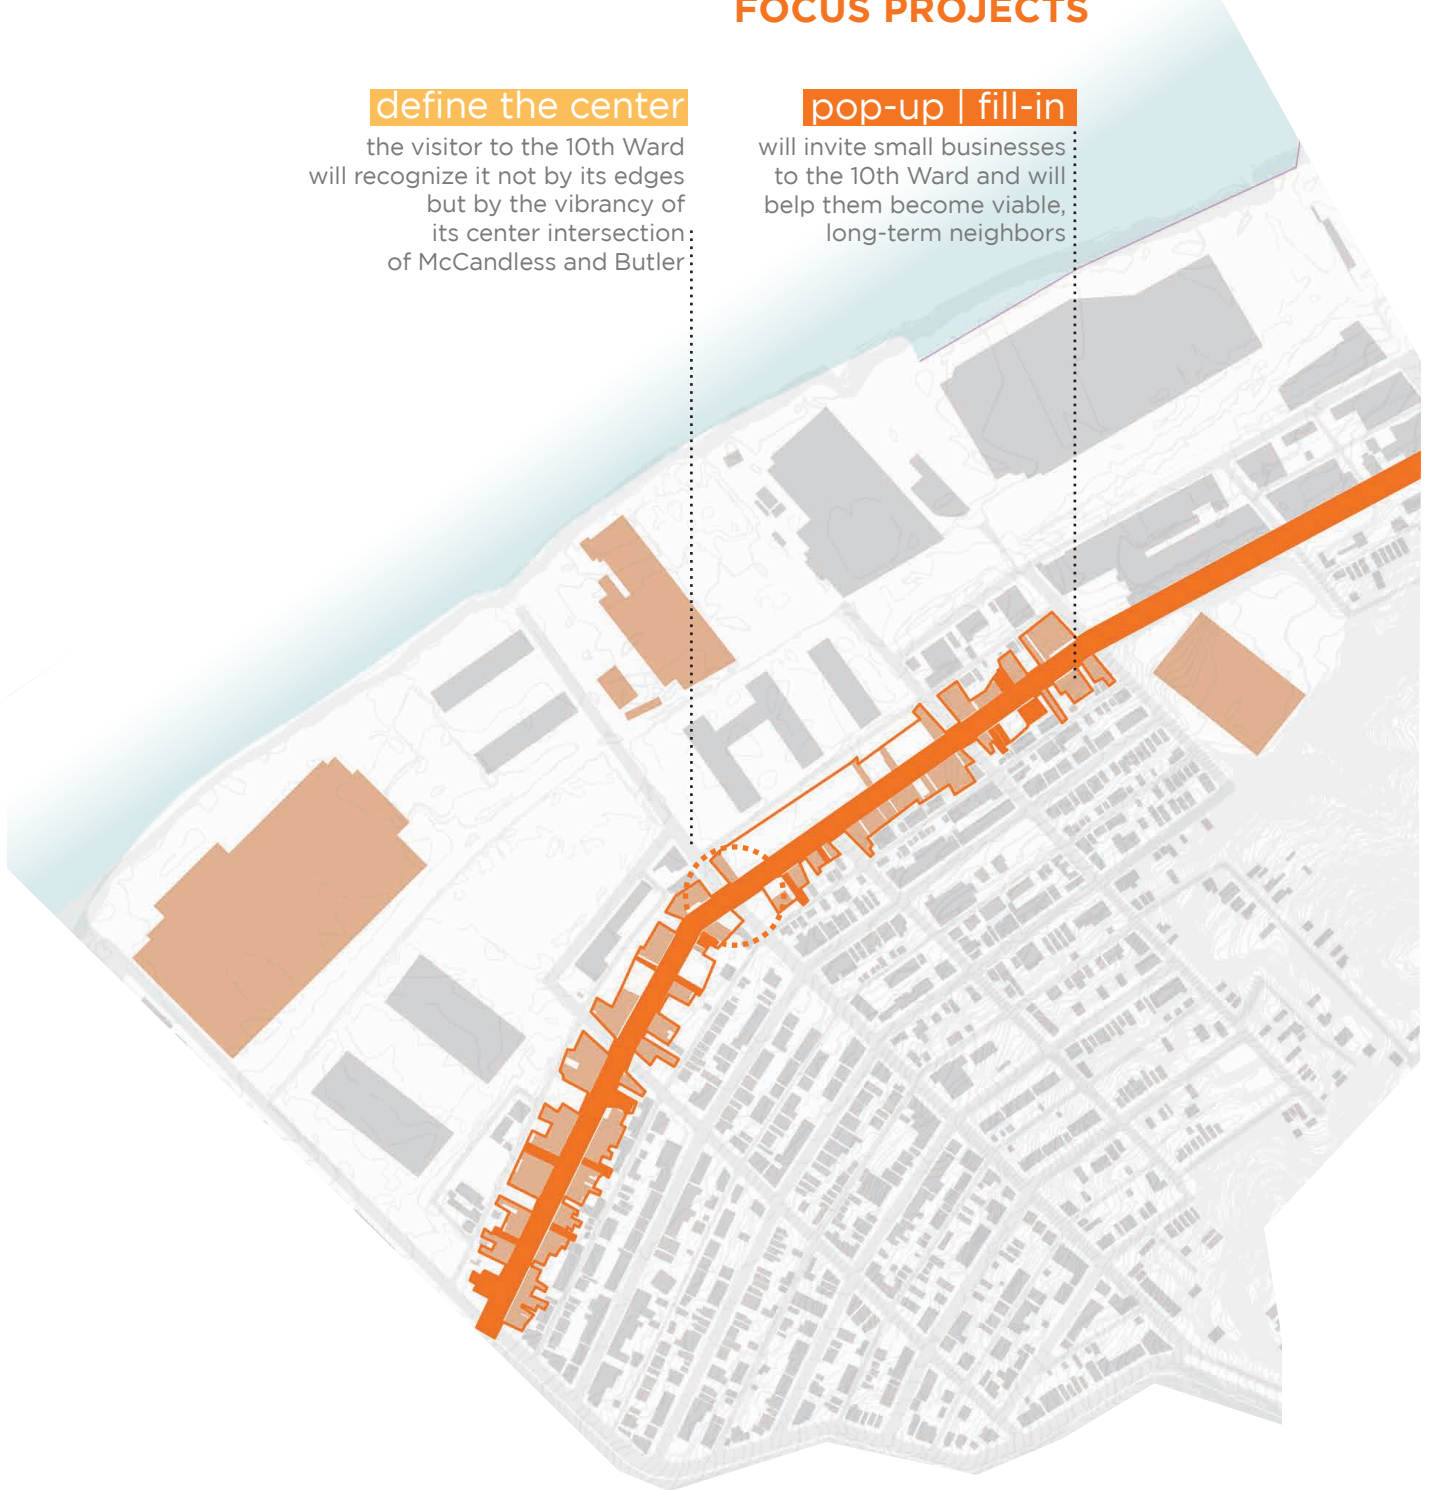 FOCUS PROJECTS
define the center
the visitor to the 10th Ward
will recognize it not by its edges
but by the vibrancy of
its center intersection
of McCandless and Butler
pop-up | fill-in
will invite small businesses
to the 10th Ward and will
belp them become viable,
long-term neighbors